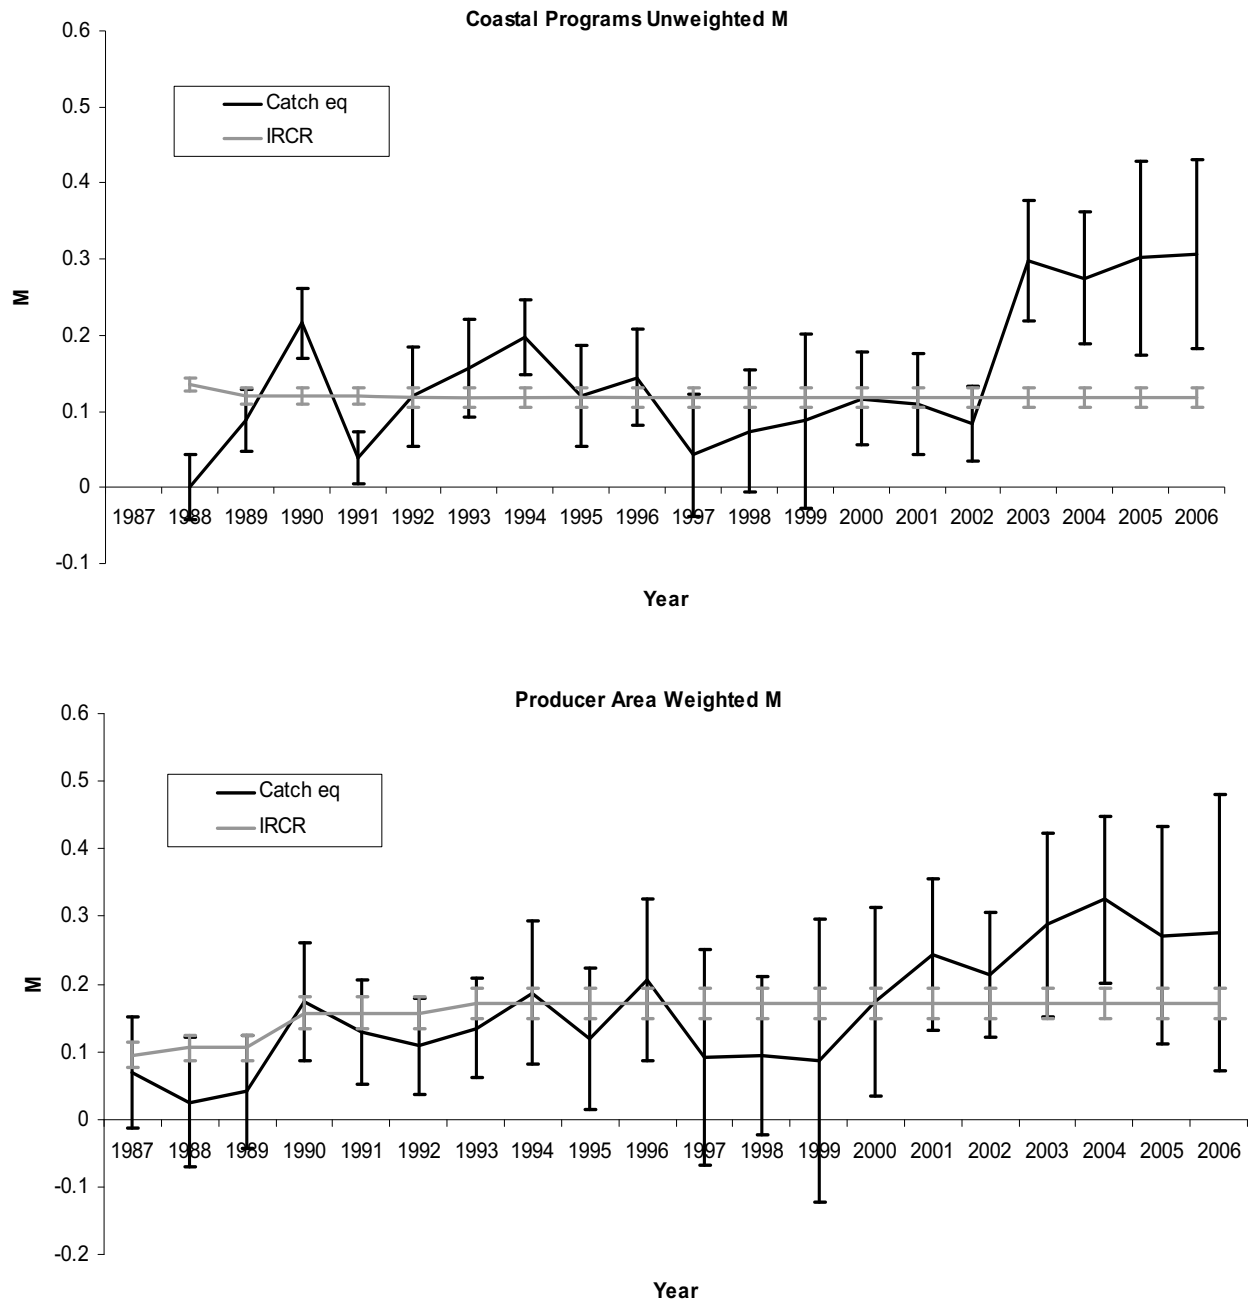 Coastal Programs Unweighted M
0.6
0.5
0.4
0.3
0.2
0.1
0
-0.1
M
Catch eq
IRCR
1987 1988 1989 1990 1991 1992 1993 1994 1995 1996 1997 1998 1999 2000 2001 2002 2003 2004 2005 2006
Year
Producer Area Weighted M
0.6
0.5
0.4
0.3
0.2
0.1
0
-0.1
-0.2
M
Catch eq
IRCR
1987 1988 1989 1990 1991 1992 1993 1994 1995 1996 1997 1998 1999 2000 2001 2002 2003 2004 2005 2006
Year